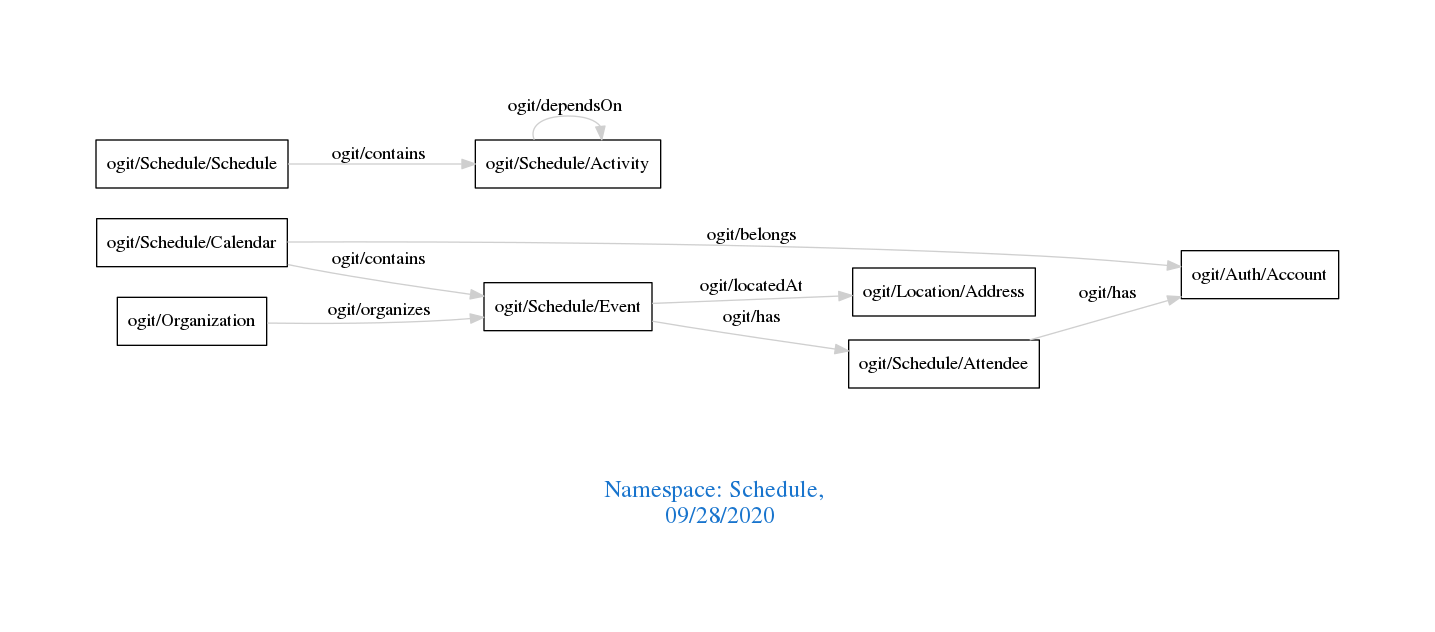 ogit/dependsOn
ogit/Schedule/Schedule
ogit/contains
ogit/Schedule/Activity
ogit/Schedule/Calendar
ogit/belongs
ogit/contains
ogit/Auth/Account
ogit/Organization
ogit/organizes
ogit/Schedule/Event
ogit/locatedAt
ogit/Location/Address
ogit/has
ogit/has
ogit/Schedule/Attendee
Namespace: Schedule,
09/28/2020